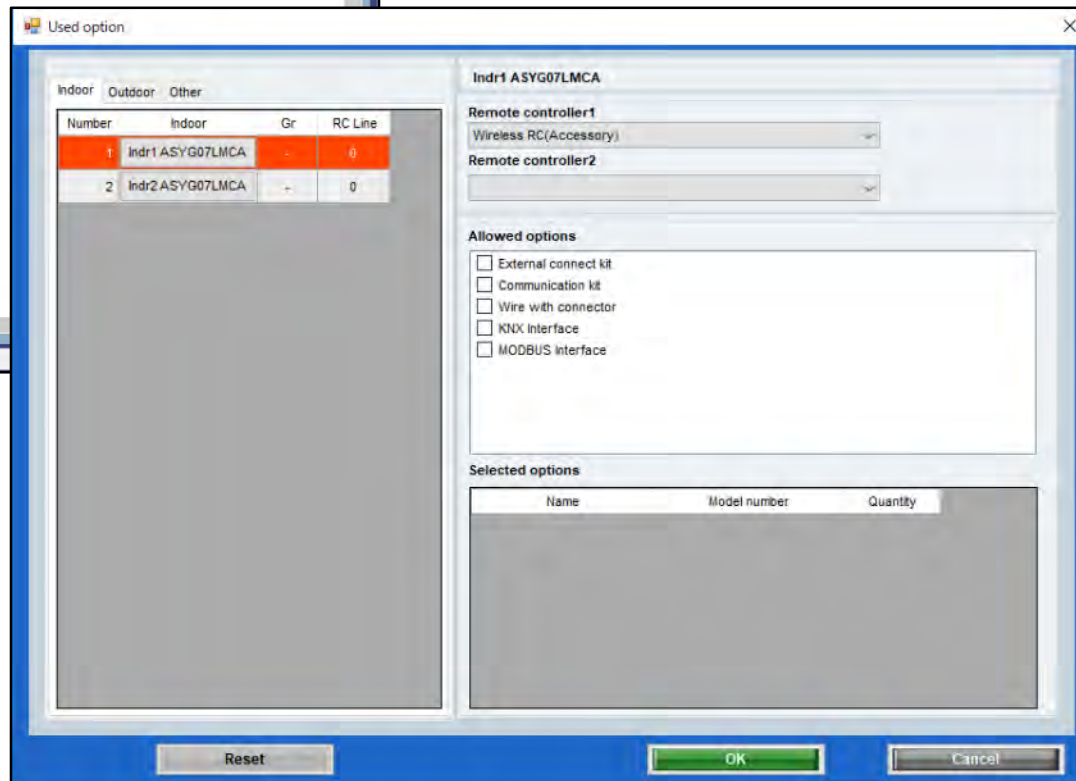 Used option
Indoor Outdoor Other
Number Indoor Gr RC Line
1 Indr1 ASYG07LMCA - 0
2 Indr2 ASYG07LMCA - 0
Indr1 ASYG07LMCA
Remote controller1
Wireless RC(Accessory)
Remote controller2
Allowed options
External connect kit
Communication kit
Wire with connector
KNX Interface
MODBUS Interface
Selected options
Name Model number Quantity
Reset OK Cancel